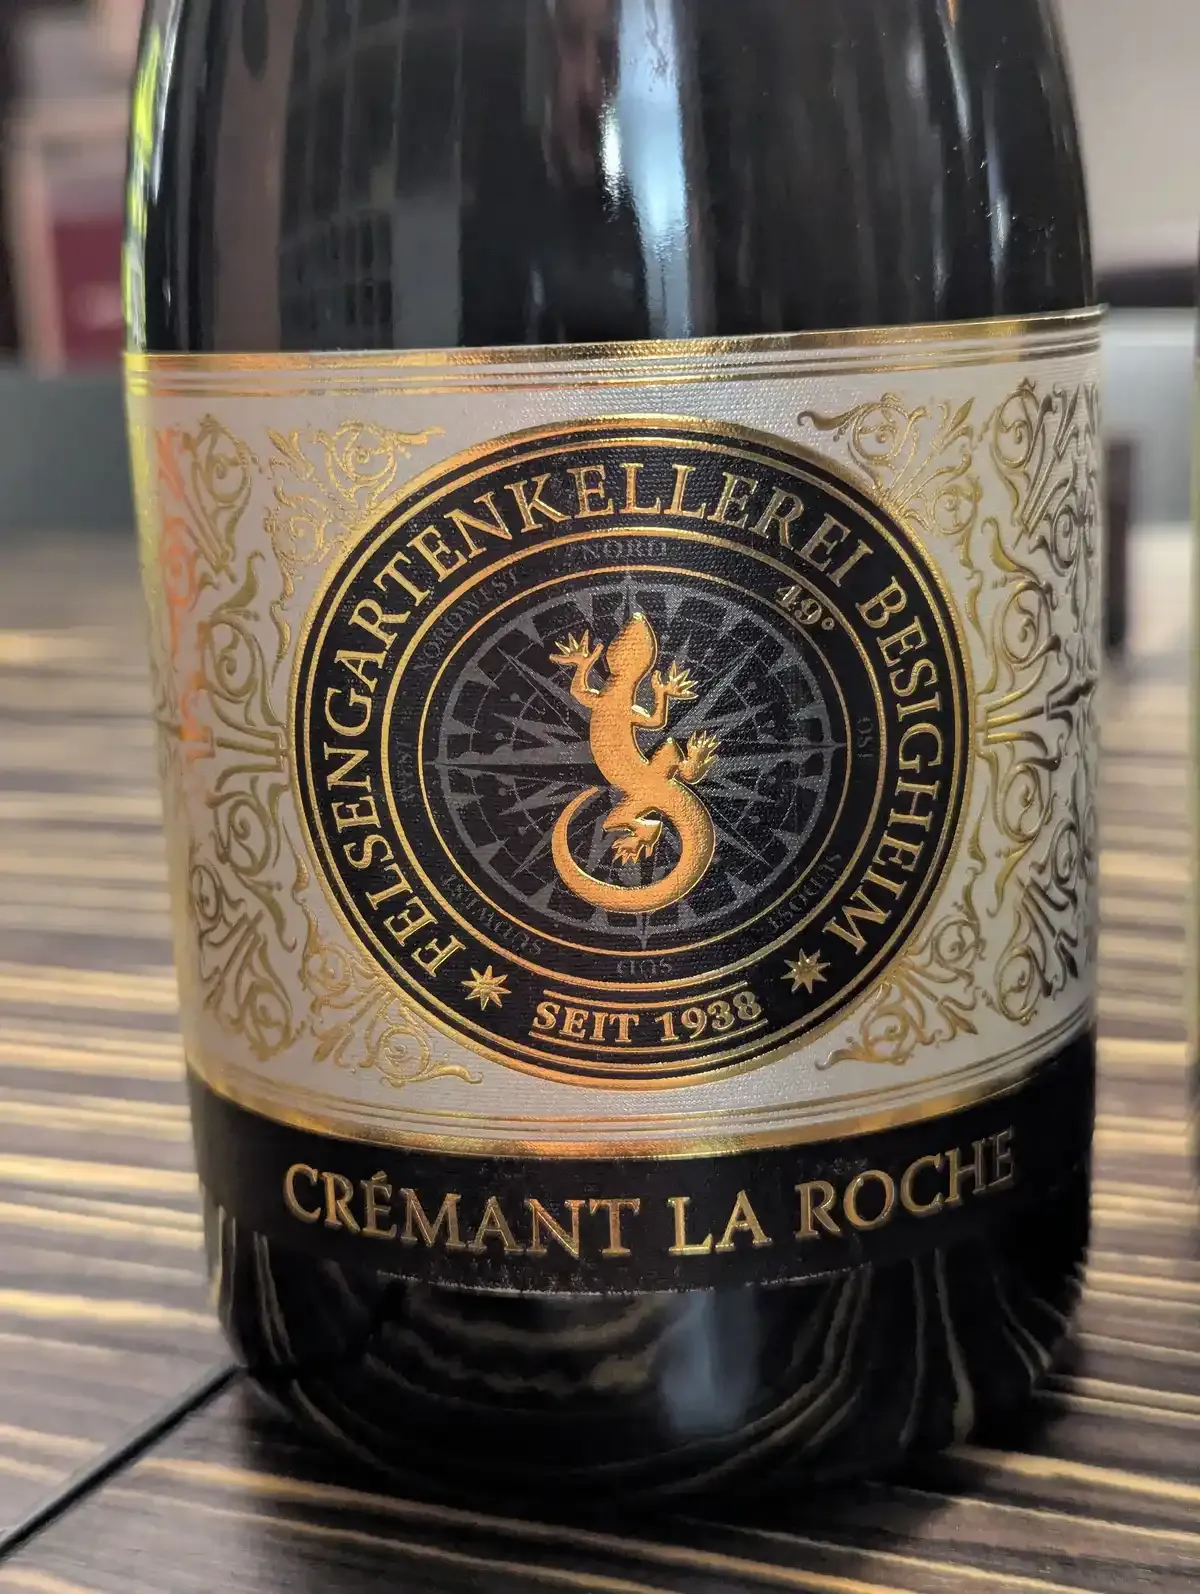 FELSENGARTENKELLEREI BESIGHEIM
NORD
49°
NORDWEST
OST
WEST
SÜDOST
SÜDWEST
SÜD
SEIT 1938
CRÉMANT LA ROCHE